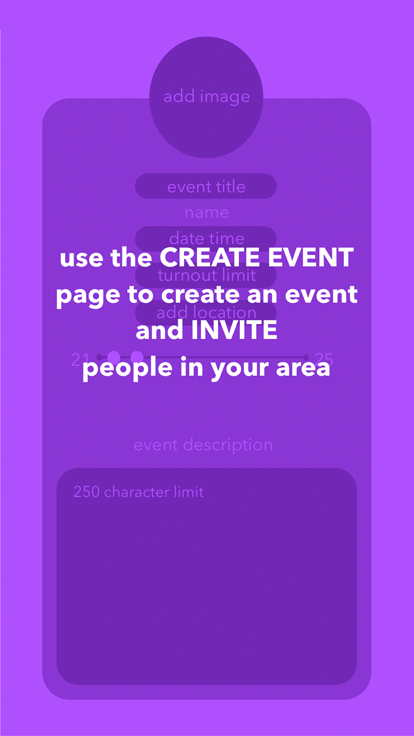 add image
event title
name
date time
use the CREATE EVENT
turnout limit
page to create an event
add location
and INVITE
21 25
people in your area
event description
250 character limit